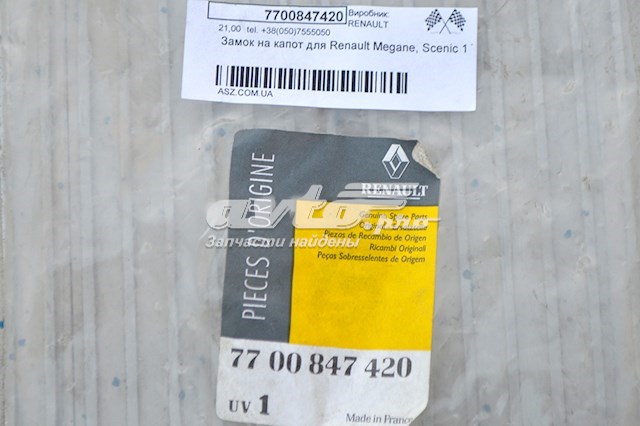 7700847420
Виробник:
RENAULT
21,00 tel. +38(050)7555050
Замок на капот для Renault Megane, Scenic 1
ASZ.COM.UA
PIECES D'ORIGINE
RENAULT
Genuine Spare Parts
Piezas de Recambio de Origen
Ricambi Originali
Peças Sobresselentes de Origem
avto.pro
Запчасти найдены
77 00 847 420
UV 1
Made in France